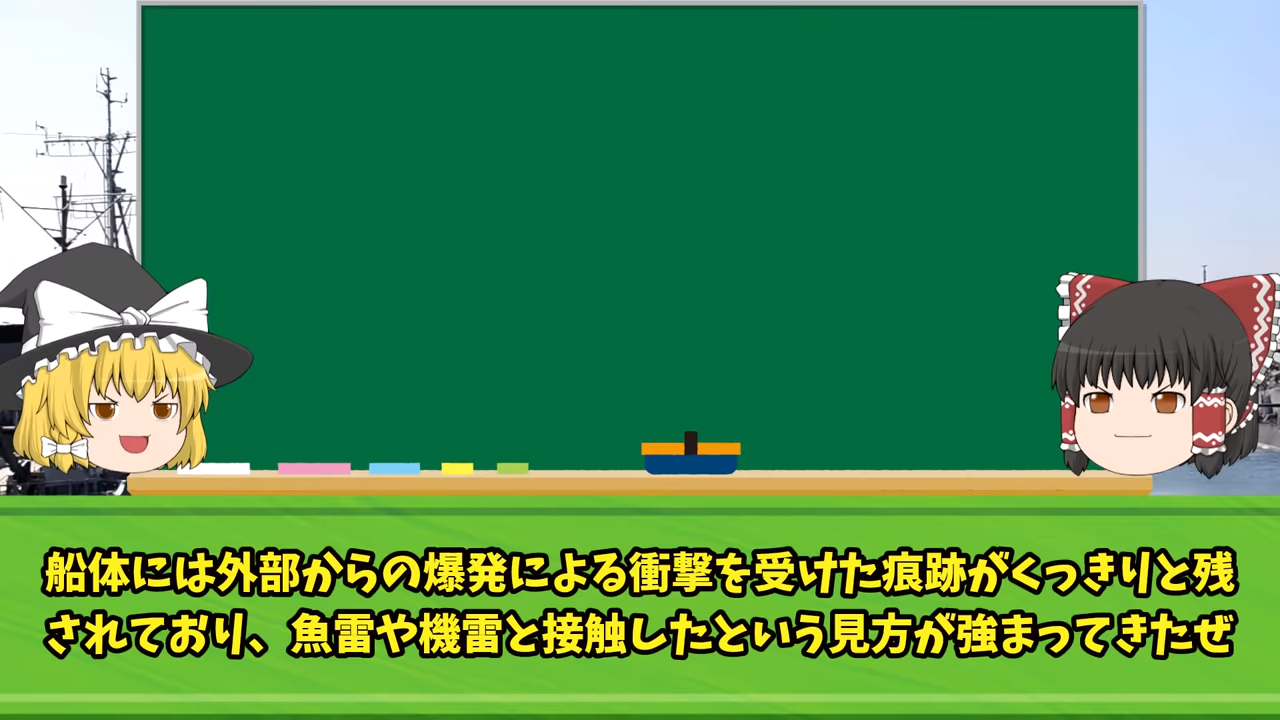 船体には外部からの爆発による衝撃を受けた痕跡がくっきりと残
されており、魚雷や機雷と接触したという見方が強まってきたぜ